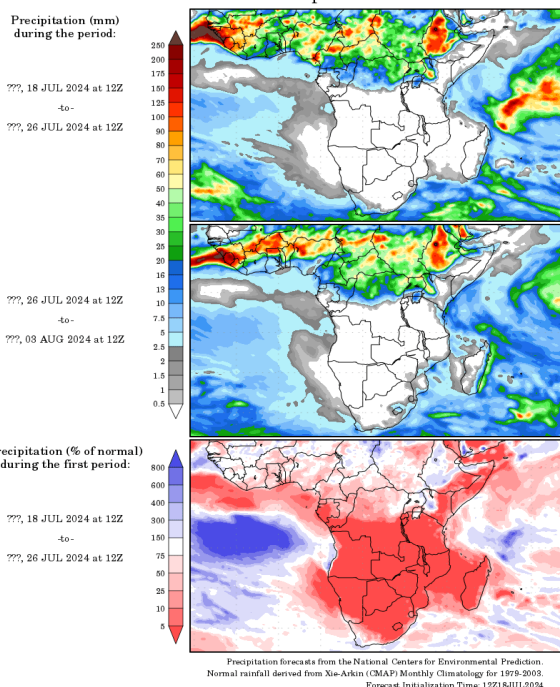 Precipitation (mm)
during the period:
250
200
175
150
125
100
90
80
70
60
50
40
35
30
25
20
16
13
10
7.5
5
2.5
2
1.5
1
0.5
???, 18 JUL 2024 at 12Z
-to-
???, 26 JUL 2024 at 12Z
???, 26 JUL 2024 at 12Z
-to-
???, 03 AUG 2024 at 12Z
recipitation (% of normal)
during the first period:
800
600
400
300
150
75
50
25
10
5
???, 18 JUL 2024 at 12Z
-to-
???, 26 JUL 2024 at 12Z
Precipitation forecasts from the National Centers for Environmental Prediction.
Normal rainfall derived from Xie-Arkin (CMAP) Monthly Climatology for 1979-2003.
Forecast Initialization Time: 12Z18JUL2024